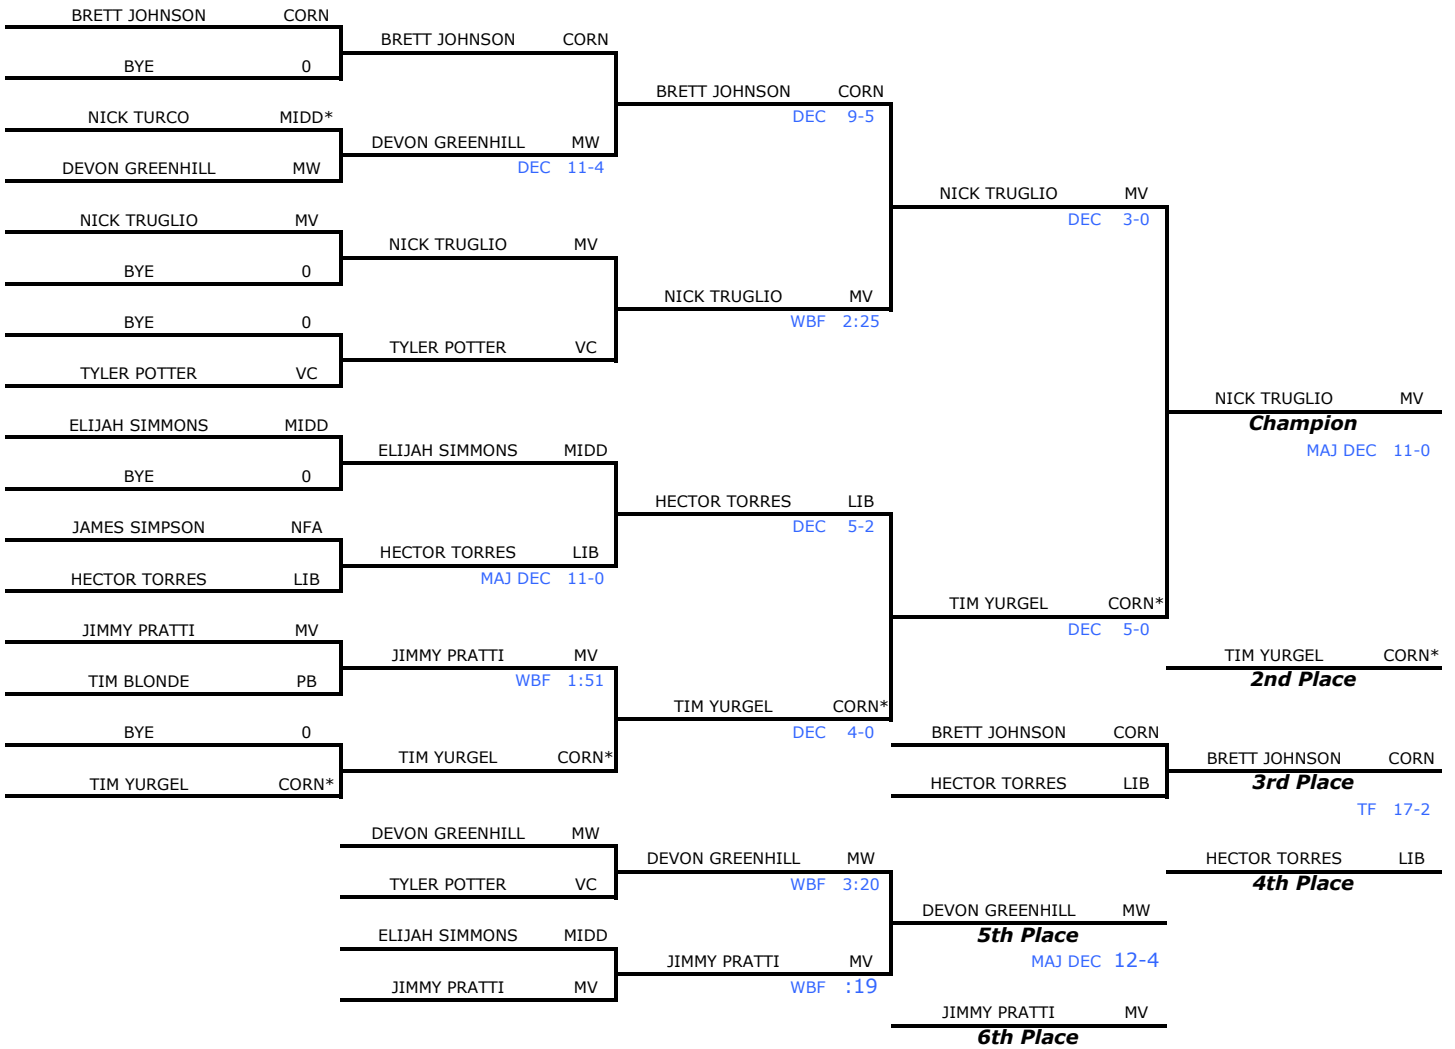 BRETT JOHNSON CORN
BRETT JOHNSON CORN
BYE 0
BRETT JOHNSON CORN
DEC 9-5
NICK TURCO MIDD*
DEVON GREENHILL MW
DEC 11-4
DEVON GREENHILL MW
NICK TRUGLIO MV
DEC 3-0
NICK TRUGLIO MV
NICK TRUGLIO MV
BYE 0
NICK TRUGLIO MV
WBF 2:25
BYE 0
TYLER POTTER VC
TYLER POTTER VC
NICK TRUGLIO MV
Champion
MAJ DEC 11-0
ELIJAH SIMMONS MIDD
ELIJAH SIMMONS MIDD
BYE 0
HECTOR TORRES LIB
DEC 5-2
JAMES SIMPSON NFA
HECTOR TORRES LIB
MAJ DEC 11-0
HECTOR TORRES LIB
TIM YURGEL CORN*
DEC 5-0
JIMMY PRATTI MV
JIMMY PRATTI MV
WBF 1:51
TIM YURGEL CORN*
2nd Place
TIM BLONDE PB
TIM YURGEL CORN*
DEC 4-0
BYE 0
BRETT JOHNSON CORN
TIM YURGEL CORN*
BRETT JOHNSON CORN
3rd Place
TF 17-2
TIM YURGEL CORN*
HECTOR TORRES LIB
DEVON GREENHILL MW
DEVON GREENHILL MW
WBF 3:20
HECTOR TORRES LIB
4th Place
TYLER POTTER VC
DEVON GREENHILL MW
5th Place
MAJ DEC 12-4
ELIJAH SIMMONS MIDD
JIMMY PRATTI MV
WBF :19
JIMMY PRATTI MV
JIMMY PRATTI MV
6th Place